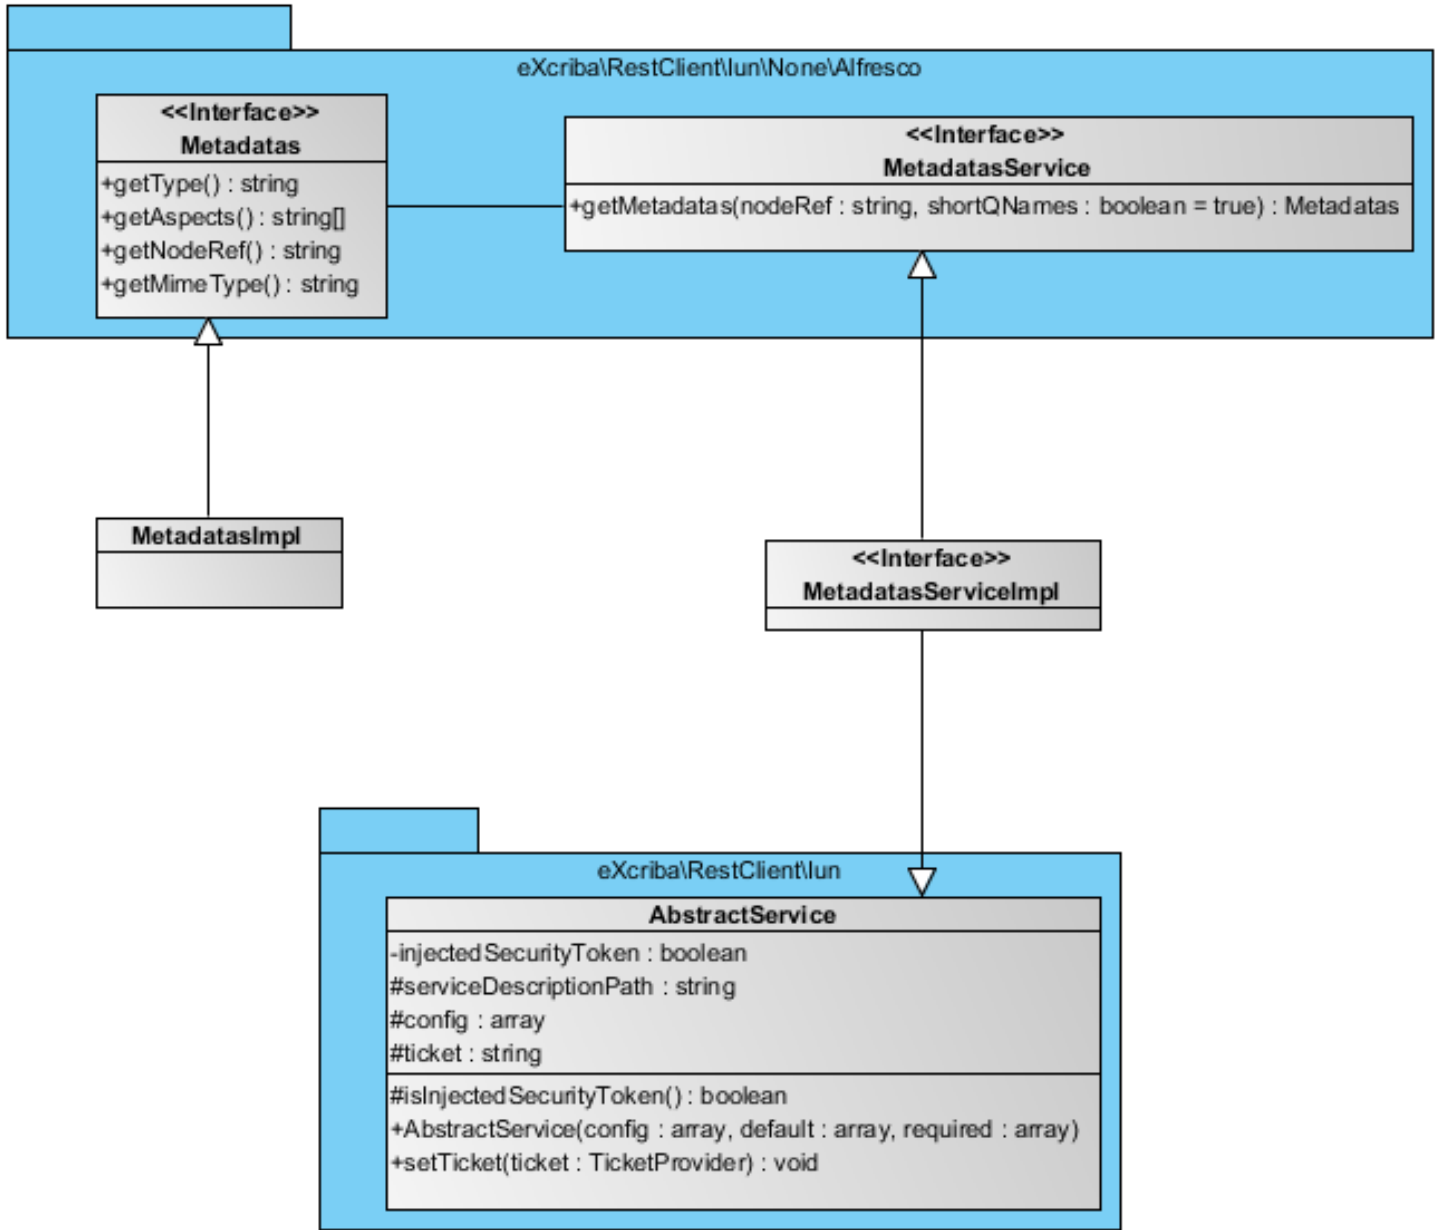 eXcriba\RestClient\Iun\None\Alfresco
<<Interface>>
Metadatas
+getType() : string
+getAspects() : string[]
+getNodeRef() : string
+getMimeType() : string
<<Interface>>
MetadatasService
+getMetadatas(nodeRef : string, shortQNames : boolean = true) : Metadatas
MetadatasImpl
<<Interface>>
MetadatasServiceImpl
eXcriba\RestClient\Iun
AbstractService
-injectedSecurityToken : boolean
#serviceDescriptionPath : string
#config : array
#ticket : string
#isInjectedSecurityToken() : boolean
+AbstractService(config : array, default : array, required : array)
+setTicket(ticket : TicketProvider) : void